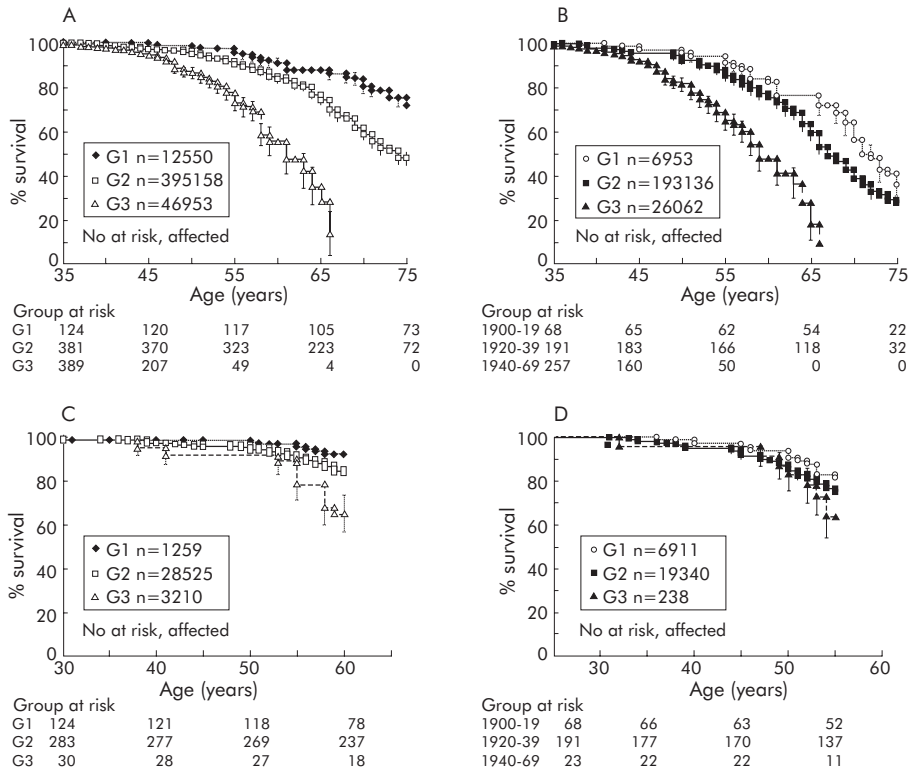 A
% survival
100
80
60
40
20
0
G1 n=12550
G2 n=395158
G3 n=46953
No at risk, affected
35 45 55 65 75
Age (years)
Group at risk
G1 124 120 117 105 73
G2 381 370 323 223 72
G3 389 207 49 4 0
B
% survival
100
80
60
40
20
0
G1 n=6953
G2 n=193136
G3 n=26062
No at risk, affected
35 45 55 65 75
Age (years)
Group at risk
1900-19 68 65 62 54 22
1920-39 191 183 166 118 32
1940-69 257 160 50 0 0
C
% survival
100
80
60
40
20
0
G1 n=1259
G2 n=28525
G3 n=3210
No at risk, affected
30 40 50 60
Age (years)
Group at risk
G1 124 121 118 78
G2 283 277 269 237
G3 30 28 27 18
D
% survival
100
80
60
40
20
0
G1 n=6911
G2 n=19340
G3 n=238
No at risk, affected
30 40 50 60
Age (years)
Group at risk
1900-19 68 66 63 52
1920-39 191 177 170 137
1940-69 23 22 22 11